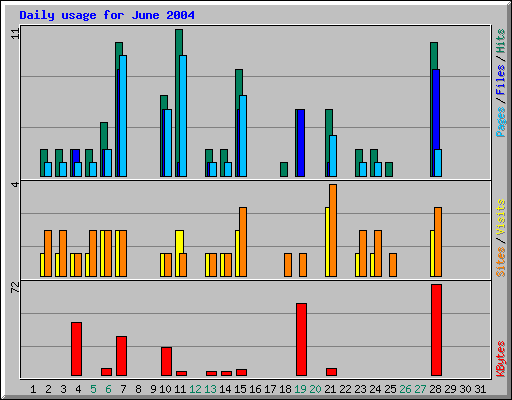 Daily usage for June 2004
11
Pages / Files / Hits
4
Sites / Visits
72
KBytes
1 2 3 4 5 6 7 8 9 10 11 12 13 14 15 16 17 18 19 20 21 22 23 24 25 26 27 28 29 30 31